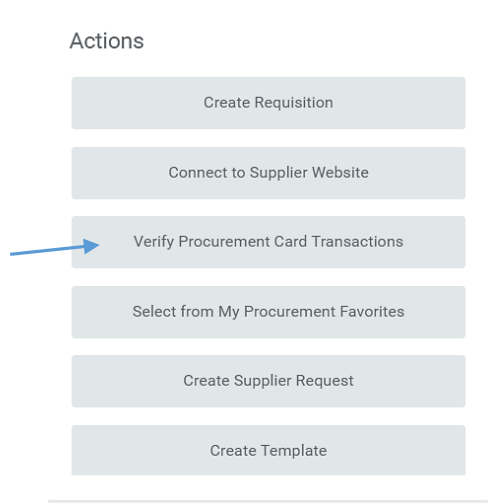 Actions
Create Requisition
Connect to Supplier Website
Verify Procurement Card Transactions
Select from My Procurement Favorites
Create Supplier Request
Create Template